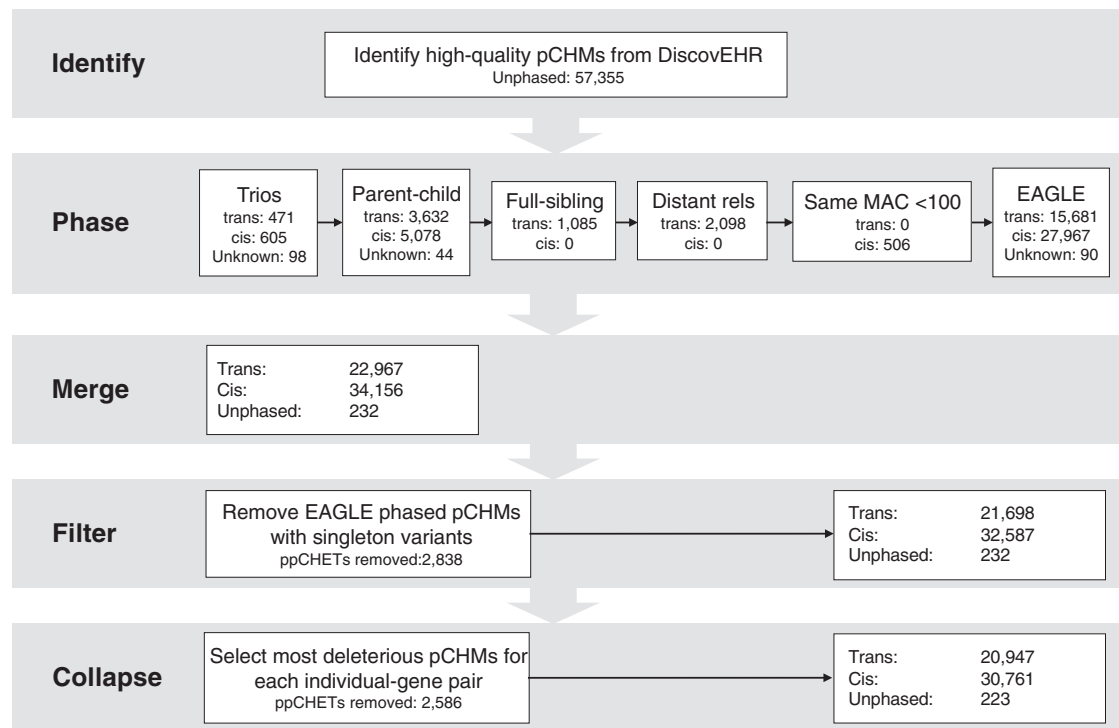 Identify
Identify high-quality pCHMs from DiscovEHR
Unphased: 57,355
Phase
Trios
trans: 471
cis: 605
Unknown: 98
Parent-child
trans: 3,632
cis: 5,078
Unknown: 44
Full-sibling
trans: 1,085
cis: 0
Distant rels
trans: 2,098
cis: 0
Same MAC <100
trans: 0
cis: 506
EAGLE
trans: 15,681
cis: 27,967
Unknown: 90
Merge
Trans: 22,967
Cis: 34,156
Unphased: 232
Filter
Remove EAGLE phased pCHMs
with singleton variants
ppCHETs removed:2,838
Trans: 21,698
Cis: 32,587
Unphased: 232
Collapse
Select most deleterious pCHMs for
each individual-gene pair
ppCHETs removed: 2,586
Trans: 20,947
Cis: 30,761
Unphased: 223